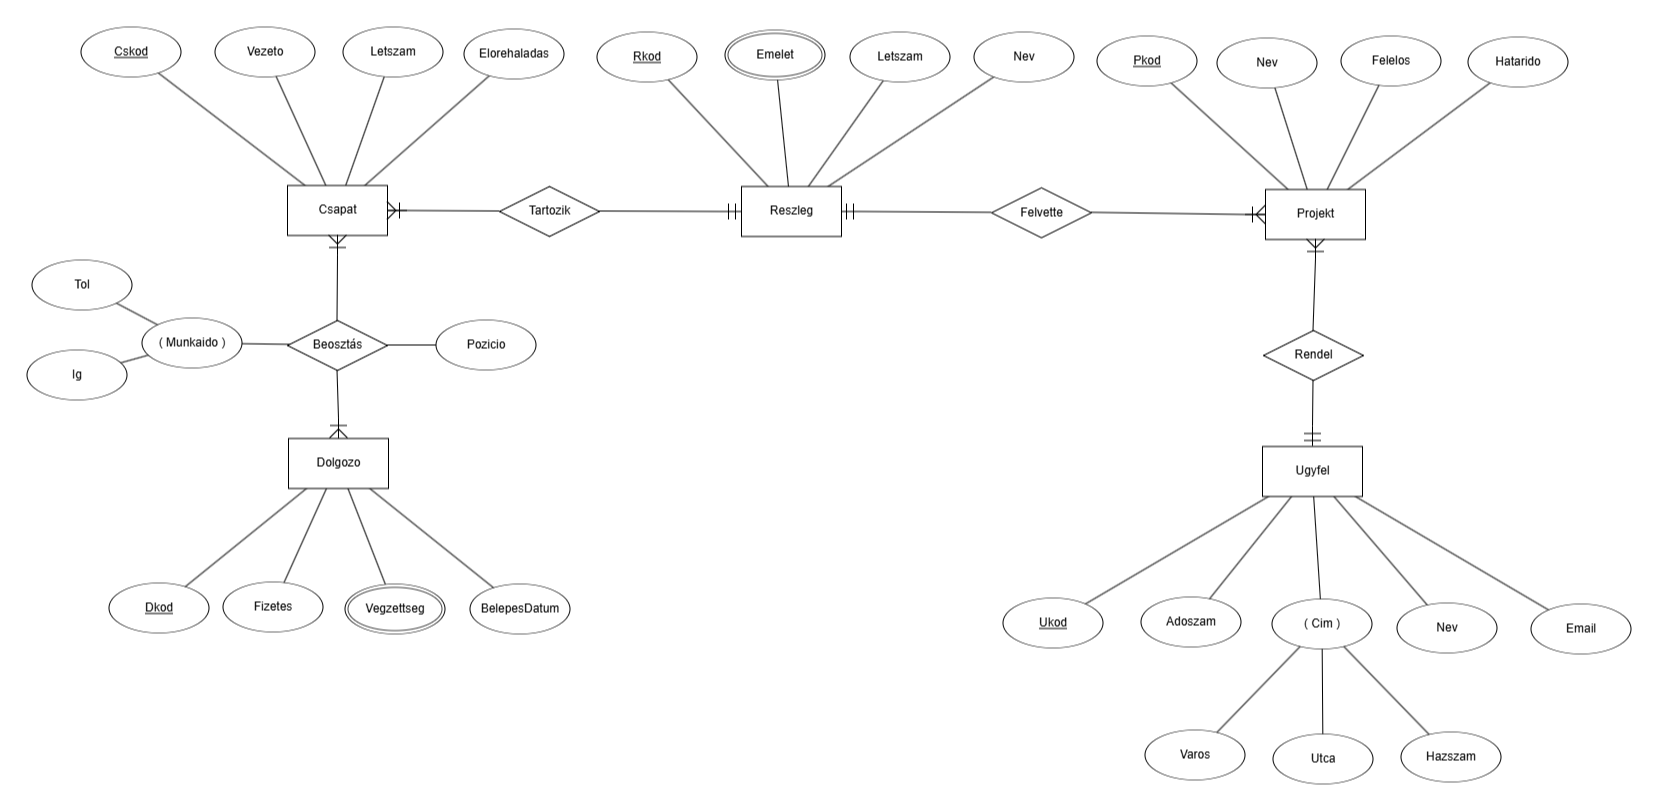 Cskod
Vezeto
Letszam
Elorehaladas
Rkod
Emelet
Letszam
Nev
Pkod
Nev
Felelos
Hatarido
Csapat
Tartozik
Reszleg
Felvette
Projekt
Tol
( Munkaido )
Ig
Beosztás
Pozicio
Rendel
Dolgozo
Ugyfel
Dkod
Fizetes
Vegzettseg
BelepesDatum
Ukod
Adoszam
( Cim )
Nev
Email
Varos
Utca
Hazszam